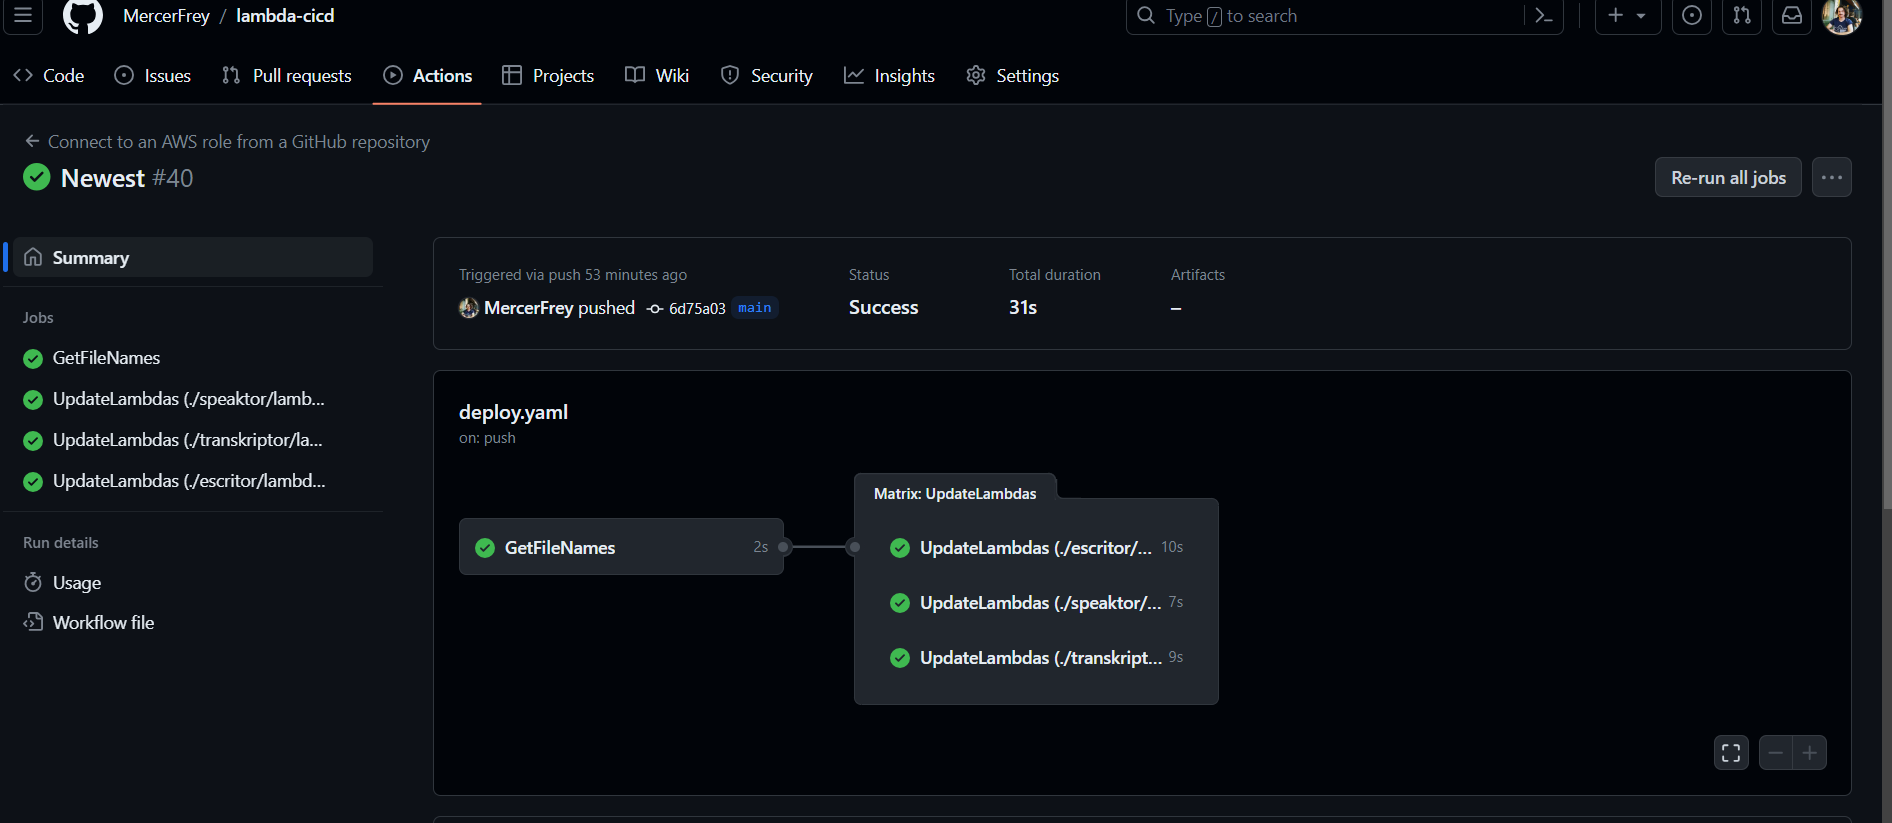 MercerFrey / lambda-cicd
Type / to search
Code
Issues
Pull requests
Actions
Projects
Wiki
Security
Insights
Settings
← Connect to an AWS role from a GitHub repository
Newest #40
Re-run all jobs
Summary
Jobs
GetFileNames
UpdateLambdas (./speaktor/lamb...
UpdateLambdas (./transkriptor/la...
UpdateLambdas (./escritor/lambd...
Run details
Usage
Workflow file
Triggered via push 53 minutes ago
MercerFrey pushed 6d75a03 main
Status
Success
Total duration
31s
Artifacts
–
deploy.yaml
on: push
GetFileNames 2s
Matrix: UpdateLambdas
UpdateLambdas (./escritor/... 10s
UpdateLambdas (./speaktor/... 7s
UpdateLambdas (./transkript... 9s